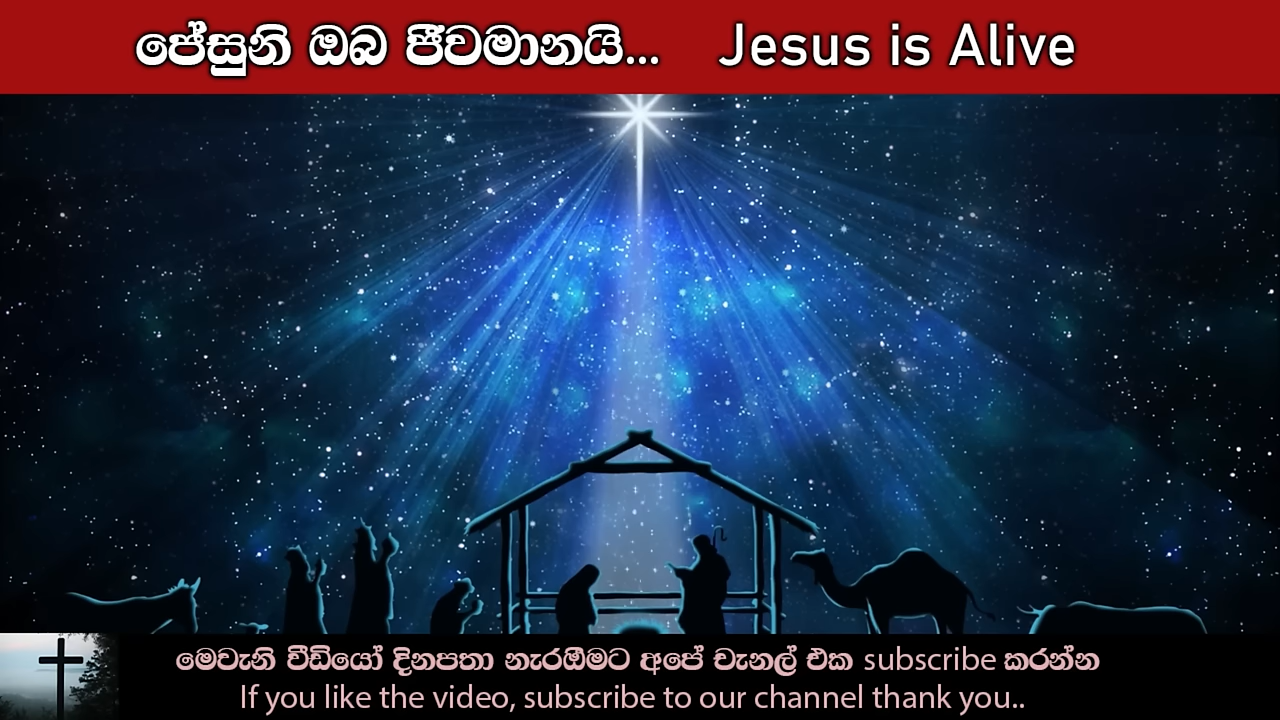 ජේසුනි ඔබ ජීවමානයි... Jesus is Alive
මෙවැනි වීඩියෝ දිනපතා නැරඹීමට අපේ චැනල් එක subscribe කරන්න
If you like the video, subscribe to our channel thank you..